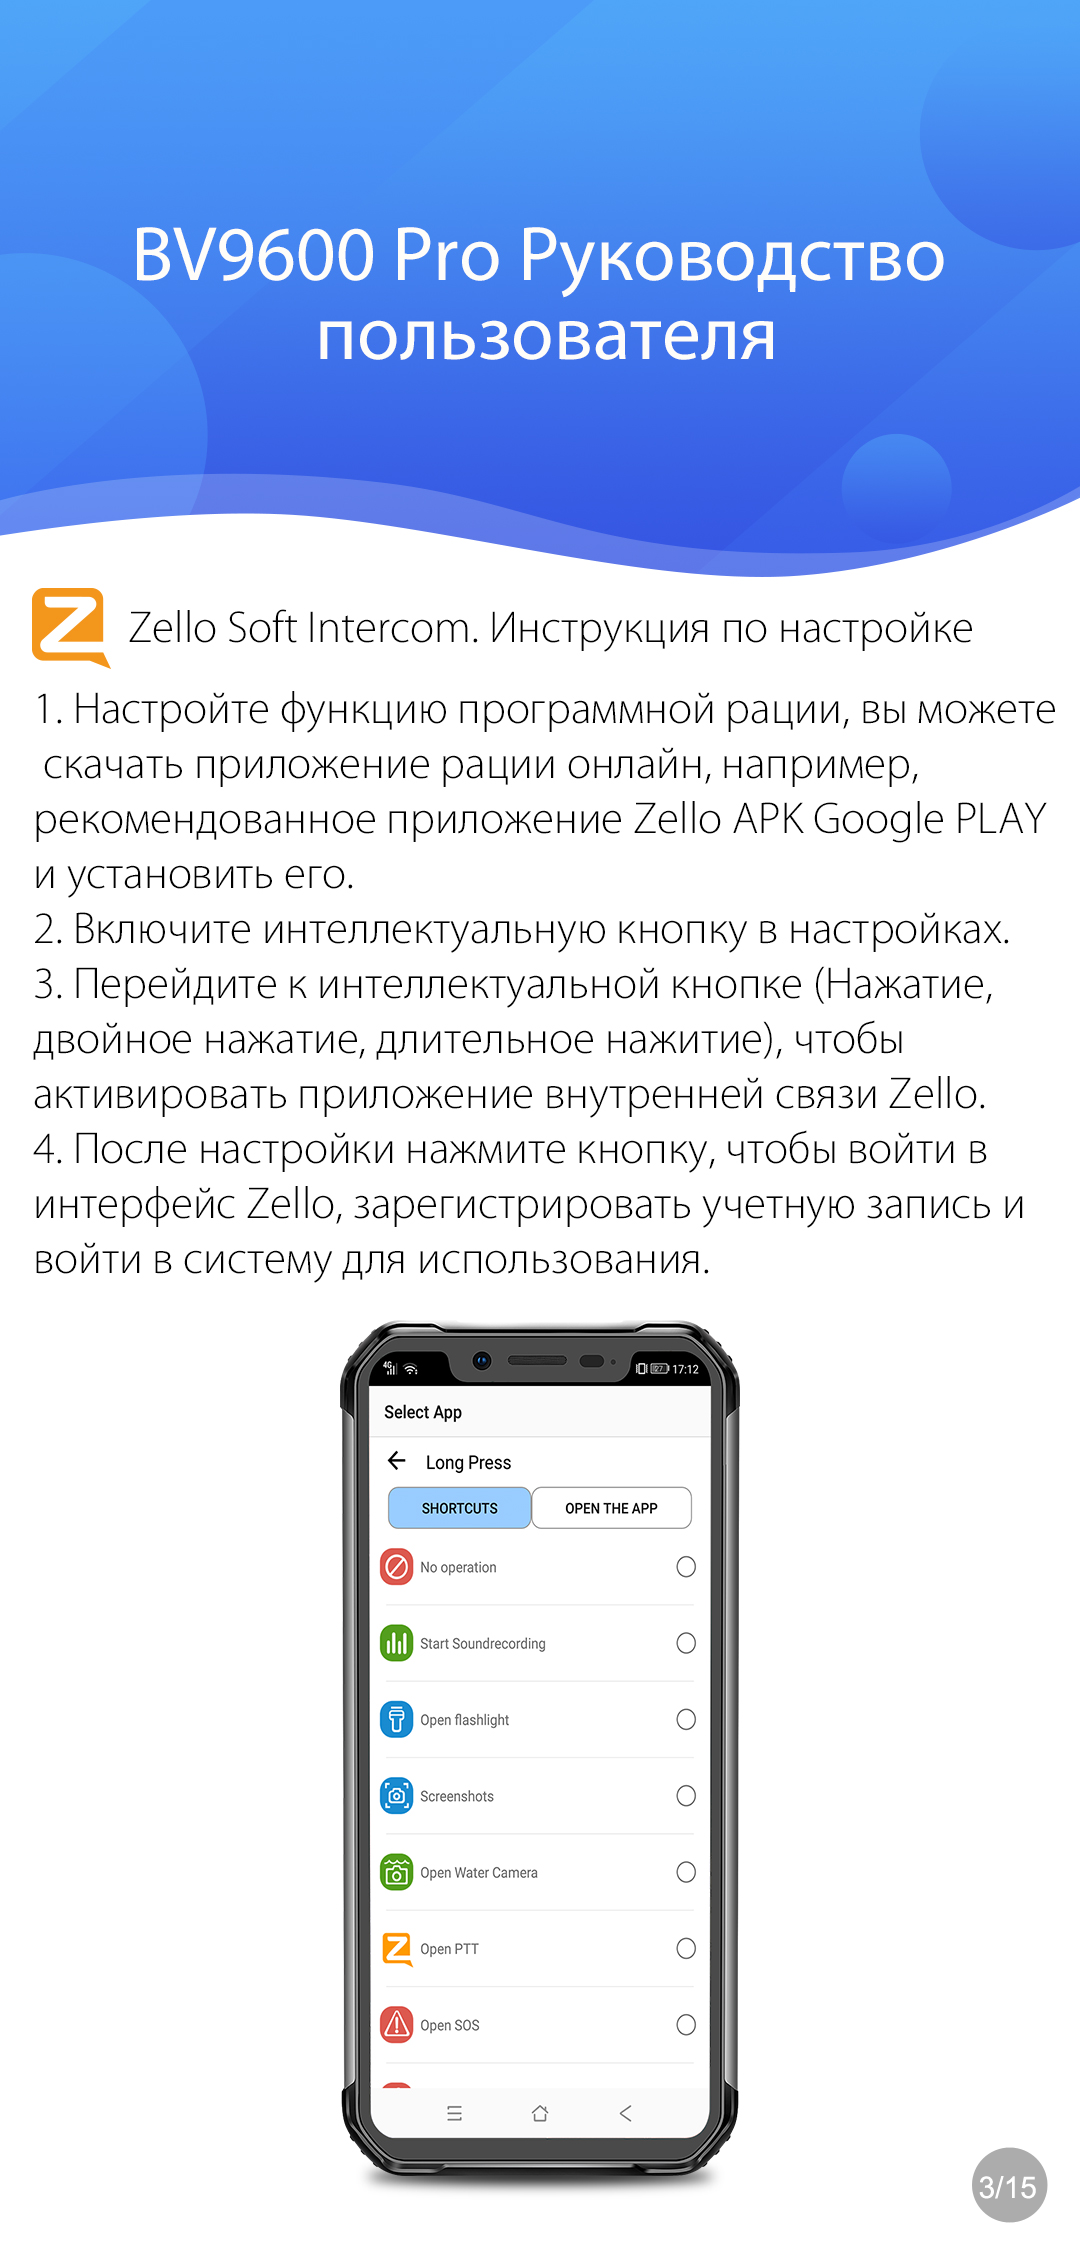 BV9600 Pro Руководство
пользователя
Zello Soft Intercom. Инструкция по настройке
1. Настройте функцию программной рации, вы можете
скачать приложение рации онлайн, например,
рекомендованное приложение Zello APK Google PLAY
и установить его.
2. Включите интеллектуальную кнопку в настройках.
3. Перейдите к интеллектуальной кнопке (Нажатие,
двойное нажатие, длительное нажитие), чтобы
активировать приложение внутренней связи Zello.
4. После настройки нажмите кнопку, чтобы войти в
интерфейс Zello, зарегистрировать учетную запись и
войти в систему для использования.
4G 87 17:12
Select App
Long Press
SHORTCUTS OPEN THE APP
No operation
Start Soundrecording
Open flashlight
Screenshots
Open Water Camera
Open PTT
Open SOS
3/15